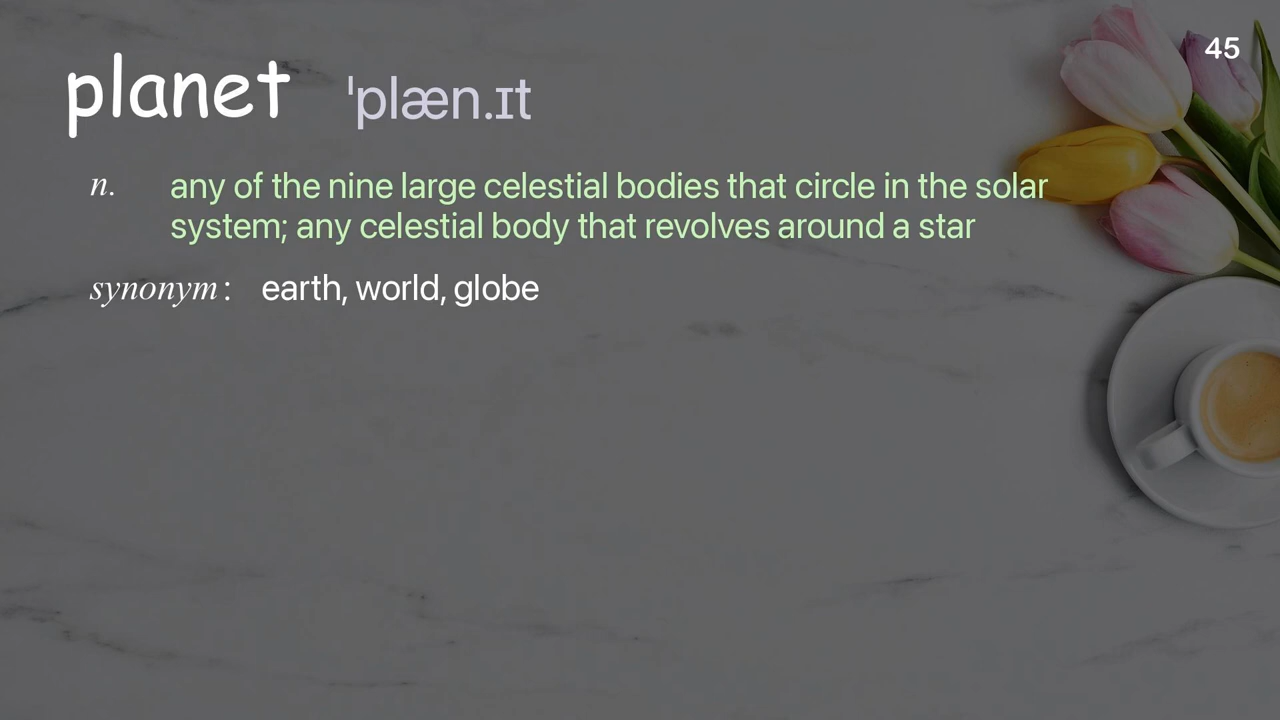 45
planet ˈplæn.ɪt
n. any of the nine large celestial bodies that circle in the solar
system; any celestial body that revolves around a star
synonym: earth, world, globe